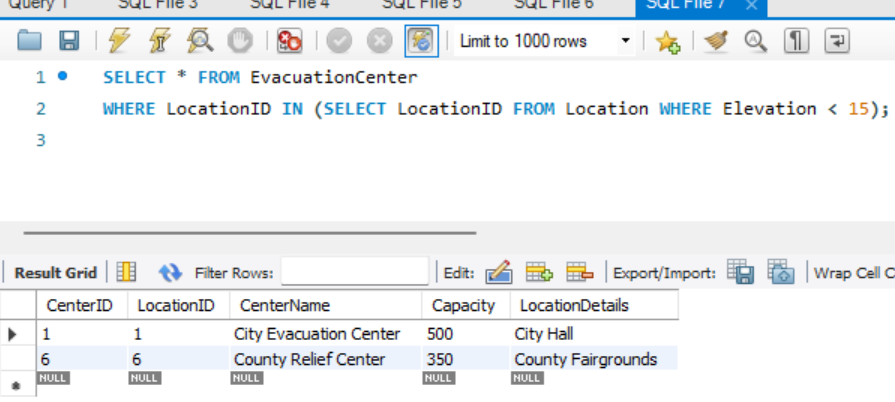 Query 1 SQL File 3 SQL File 4 SQL File 5 SQL File 6 SQL File 7
Limit to 1000 rows
1 SELECT * FROM EvacuationCenter
2 WHERE LocationID IN (SELECT LocationID FROM Location WHERE Elevation < 15);
3
Result Grid Filter Rows: Edit: Export/Import: Wrap Cell C
CenterID LocationID CenterName Capacity LocationDetails
1 1 City Evacuation Center 500 City Hall
6 6 County Relief Center 350 County Fairgrounds
NULL NULL NULL NULL NULL